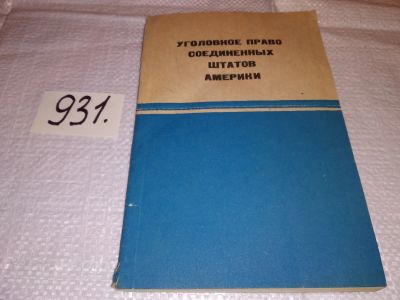 УГОЛОВНОЕ ПРАВО
СОЕДИНЕННЫХ
ШТАТОВ
АМЕРИКИ
931.